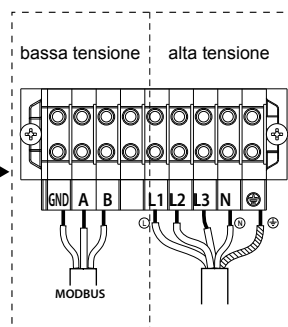 bassa tensione alta tensione
GND A B L1 L2 L3 N
L N
MODBUS